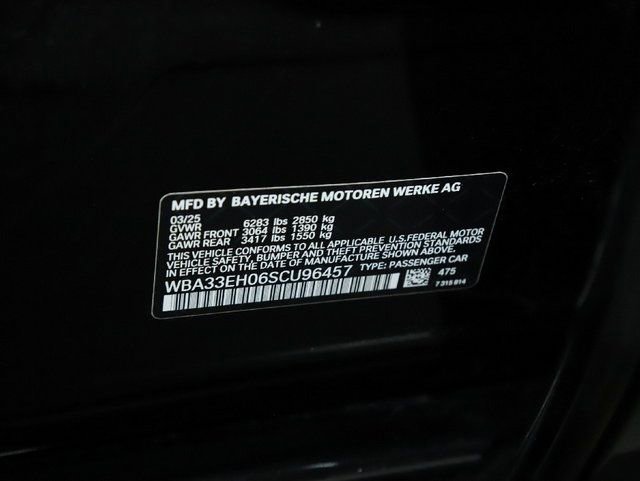 MFD BY BAYERISCHE MOTOREN WERKE AG
03/25
GVWR 6283 lbs 2850 kg
GAWR FRONT 3064 lbs 1390 kg
GAWR REAR 3417 lbs 1550 kg
THIS VEHICLE CONFORMS TO ALL APPLICABLE U.S. FEDERAL MOTOR
VEHICLE SAFETY, BUMPER AND THEFT PREVENTION STANDARDS
IN EFFECT ON THE DATE OF MANUFACTURE SHOWN ABOVE.
WBA33EH06SCU96457 TYPE: PASSENGER CAR
475
7 315 814